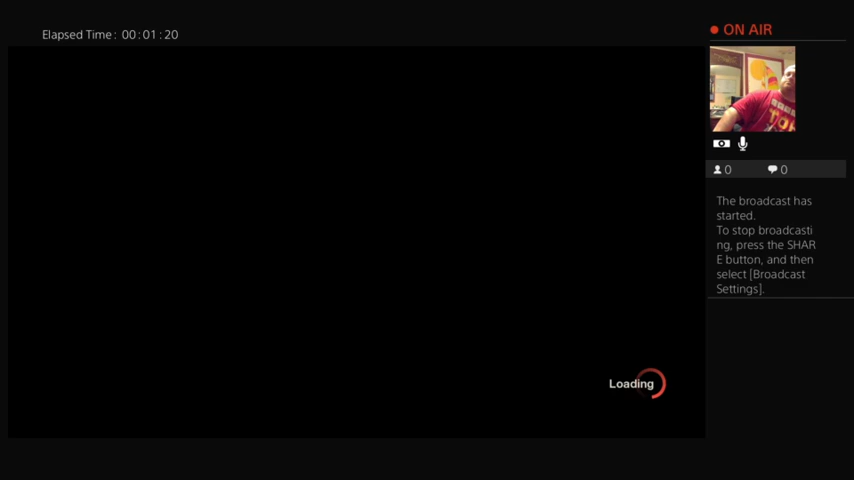 Elapsed Time: 00:01:20
ON AIR
0 0
The broadcast has
started.
To stop broadcasti
ng, press the SHAR
E button, and then
select [Broadcast
Settings].
Loading